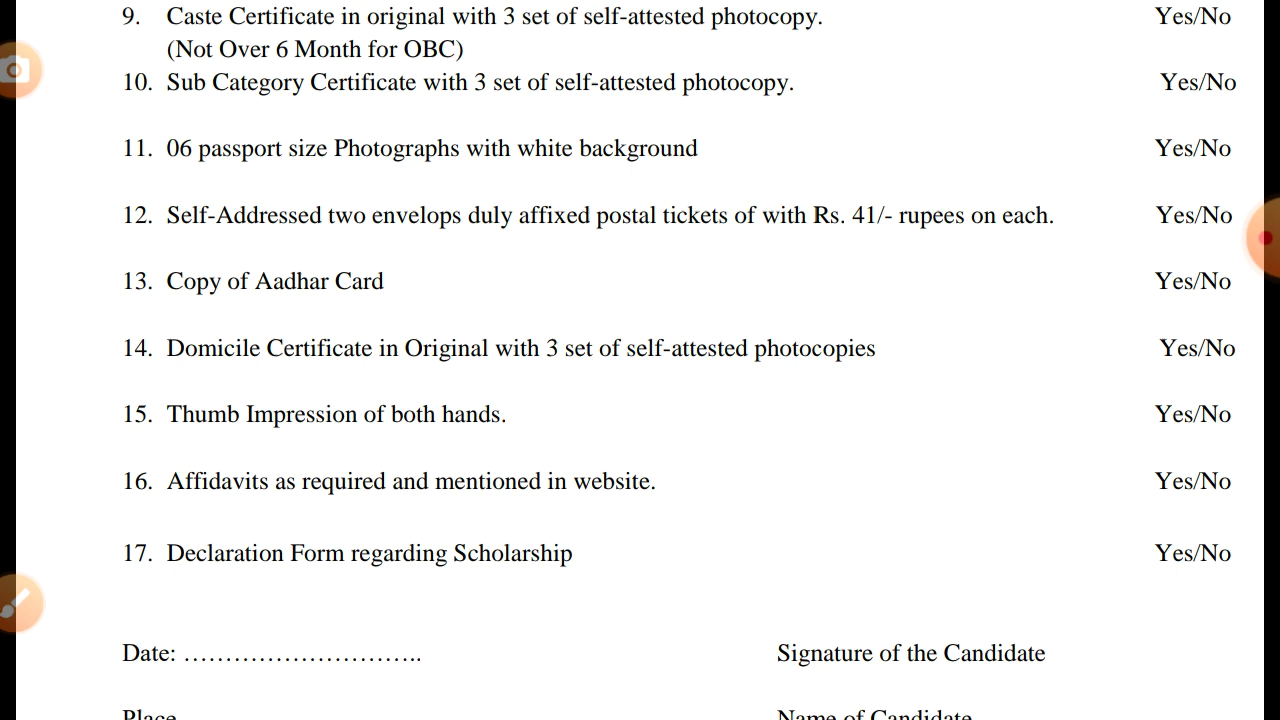 9. Caste Certificate in original with 3 set of self-attested photocopy. Yes/No
(Not Over 6 Month for OBC)
10. Sub Category Certificate with 3 set of self-attested photocopy. Yes/No
11. 06 passport size Photographs with white background Yes/No
12. Self-Addressed two envelops duly affixed postal tickets of with Rs. 41/- rupees on each. Yes/No
13. Copy of Aadhar Card Yes/No
14. Domicile Certificate in Original with 3 set of self-attested photocopies Yes/No
15. Thumb Impression of both hands. Yes/No
16. Affidavits as required and mentioned in website. Yes/No
17. Declaration Form regarding Scholarship Yes/No
Date: ……………………….. Signature of the Candidate
Place Name of Candidate